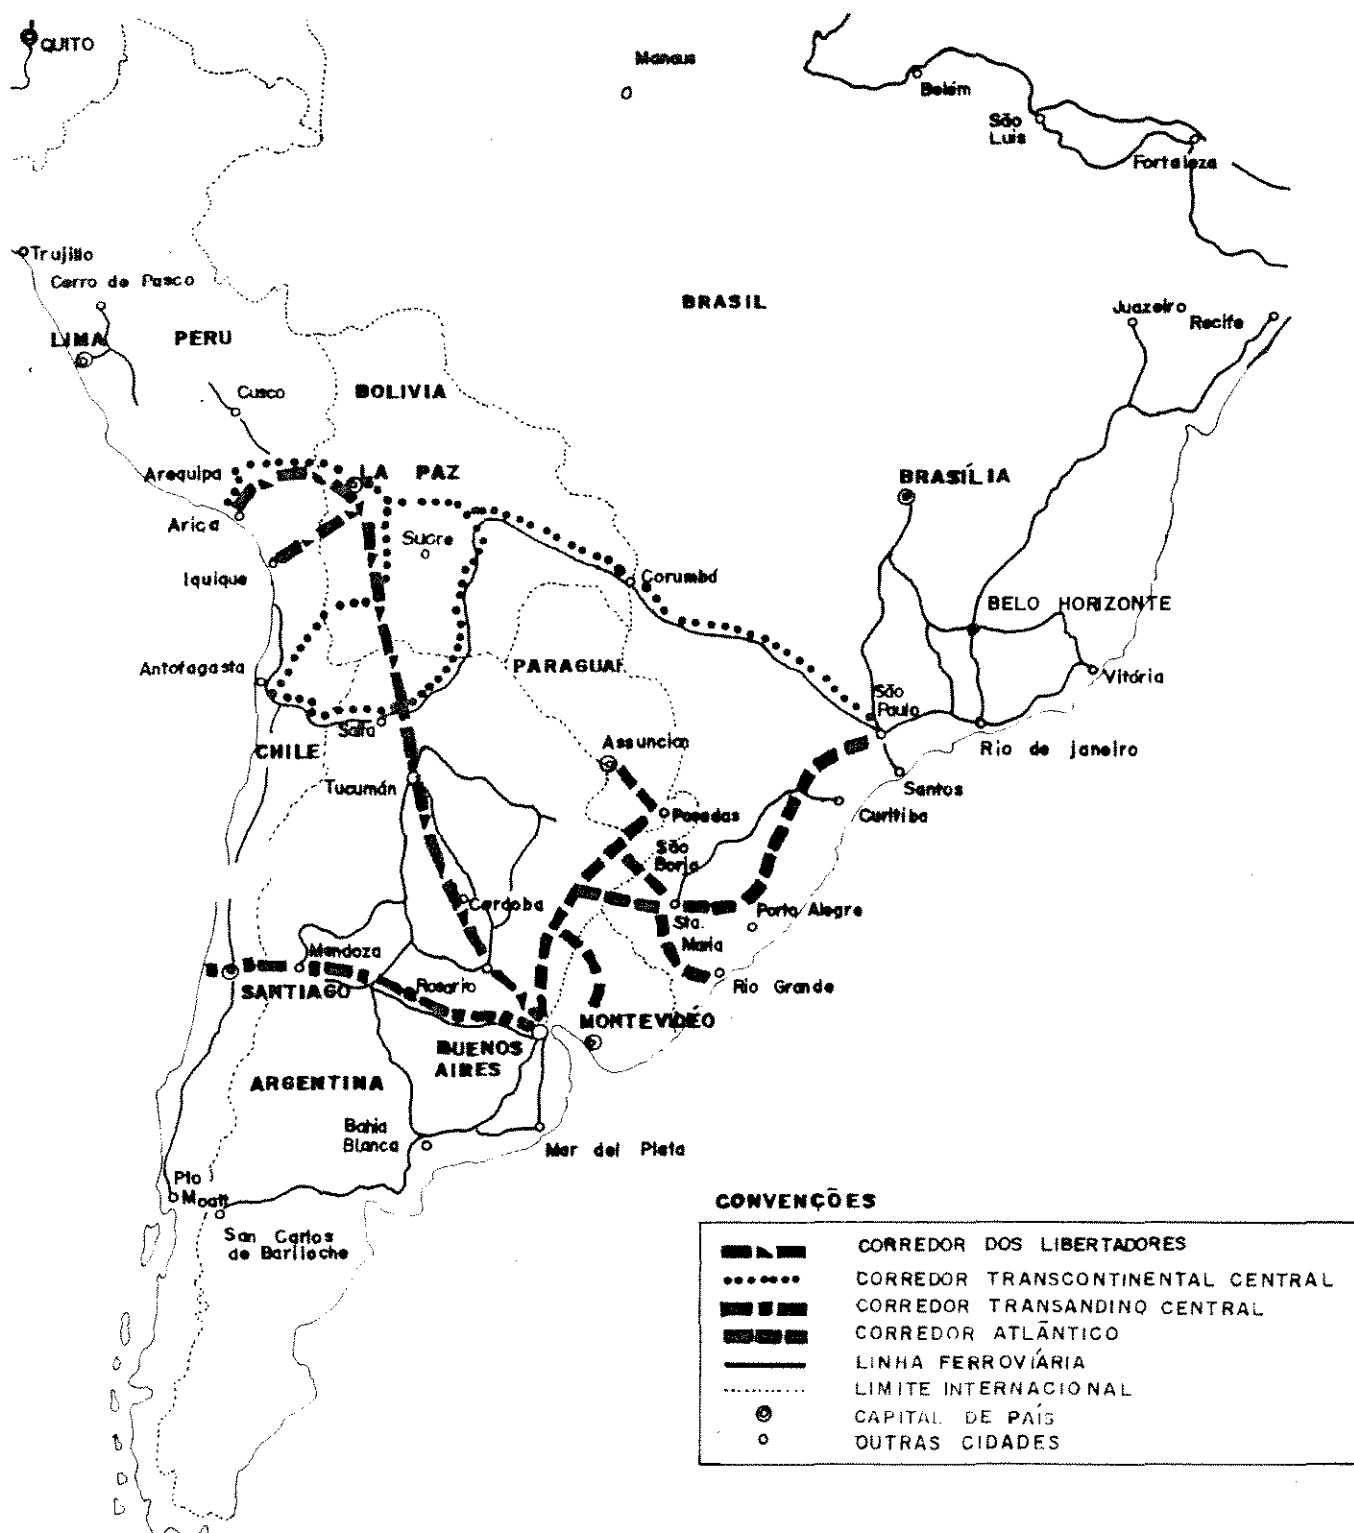 QUITO
Manaus
Belém
São
Luis
Fortaleza
Trujillo
Cerro de Pasco
BRASIL
Juazeiro
Recife
LIMA
PERU
Cusco
BOLIVIA
Arequipa
LA PAZ
BRASÍLIA
Arica
Sucre
Iquique
Corumbá
BELO HORIZONTE
Antofagasta
PARAGUAI
Vitória
São
Paulo
Salta
CHILE
Assuncion
Rio de janeiro
Tucumán
Santos
Posadas
Curitiba
São
Borja
Cordoba
Sta.
Maria
Porto Alegre
Mendoza
SANTIAGO
Rosario
Rio Grande
MONTEVIDÉO
BUENOS
AIRES
ARGENTINA
Bahia
Blanca
Mar del Plata
Pto
Moatt
San Carlos
de Bariloche
CONVENÇÕES
CORREDOR DOS LIBERTADORES
CORREDOR TRANSCONTINENTAL CENTRAL
CORREDOR TRANSANDINO CENTRAL
CORREDOR ATLÂNTICO
LINHA FERROVIÁRIA
LIMITE INTERNACIONAL
CAPITAL DE PAÍS
OUTRAS CIDADES